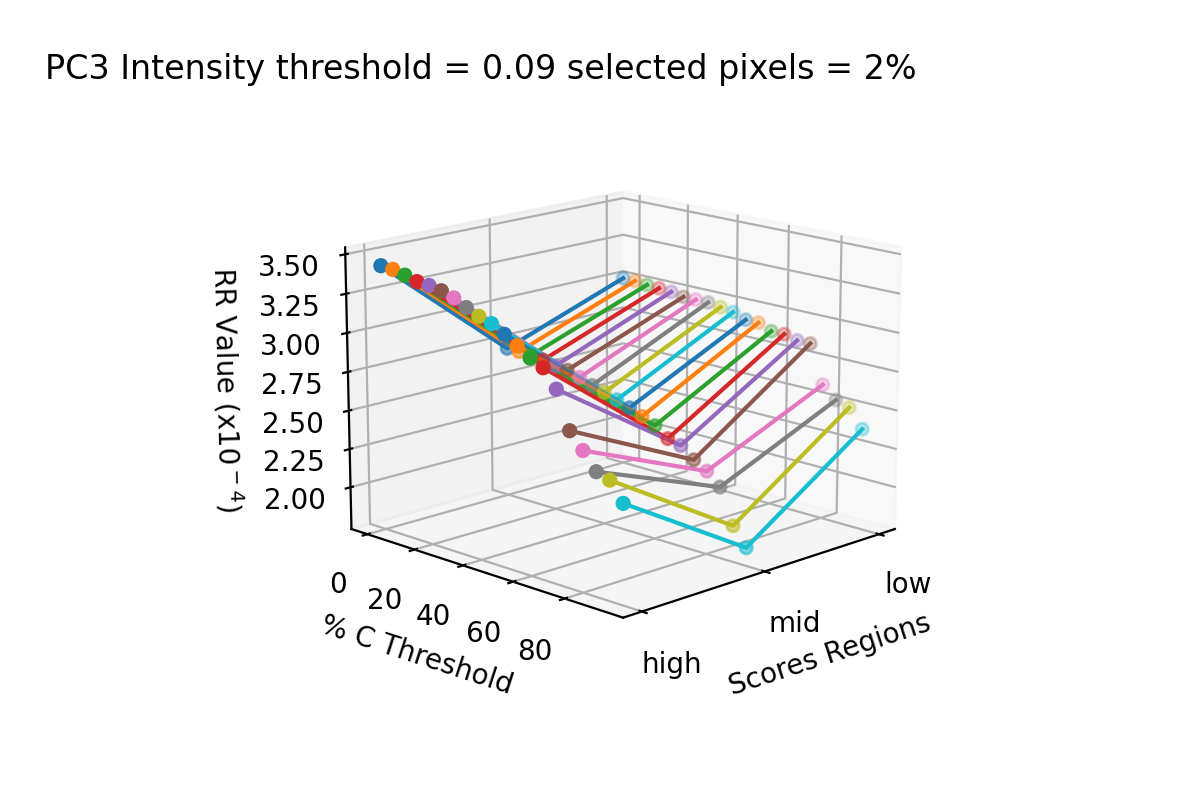 PC3 Intensity threshold = 0.09 selected pixels = 2%
3.50
3.25
3.00
2.75
2.50
2.25
2.00
RR Value (x10⁻⁴)
0
20
40
60
80
% C Threshold
high
mid
low
Scores Regions